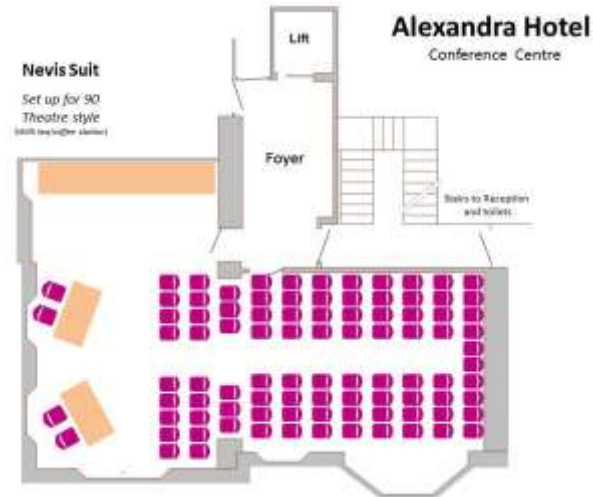 Alexandra Hotel
Conference Centre
Lift
Nevis Suit
Set up for 90
Theatre style
Foyer
Stairs to Reception
and toilets